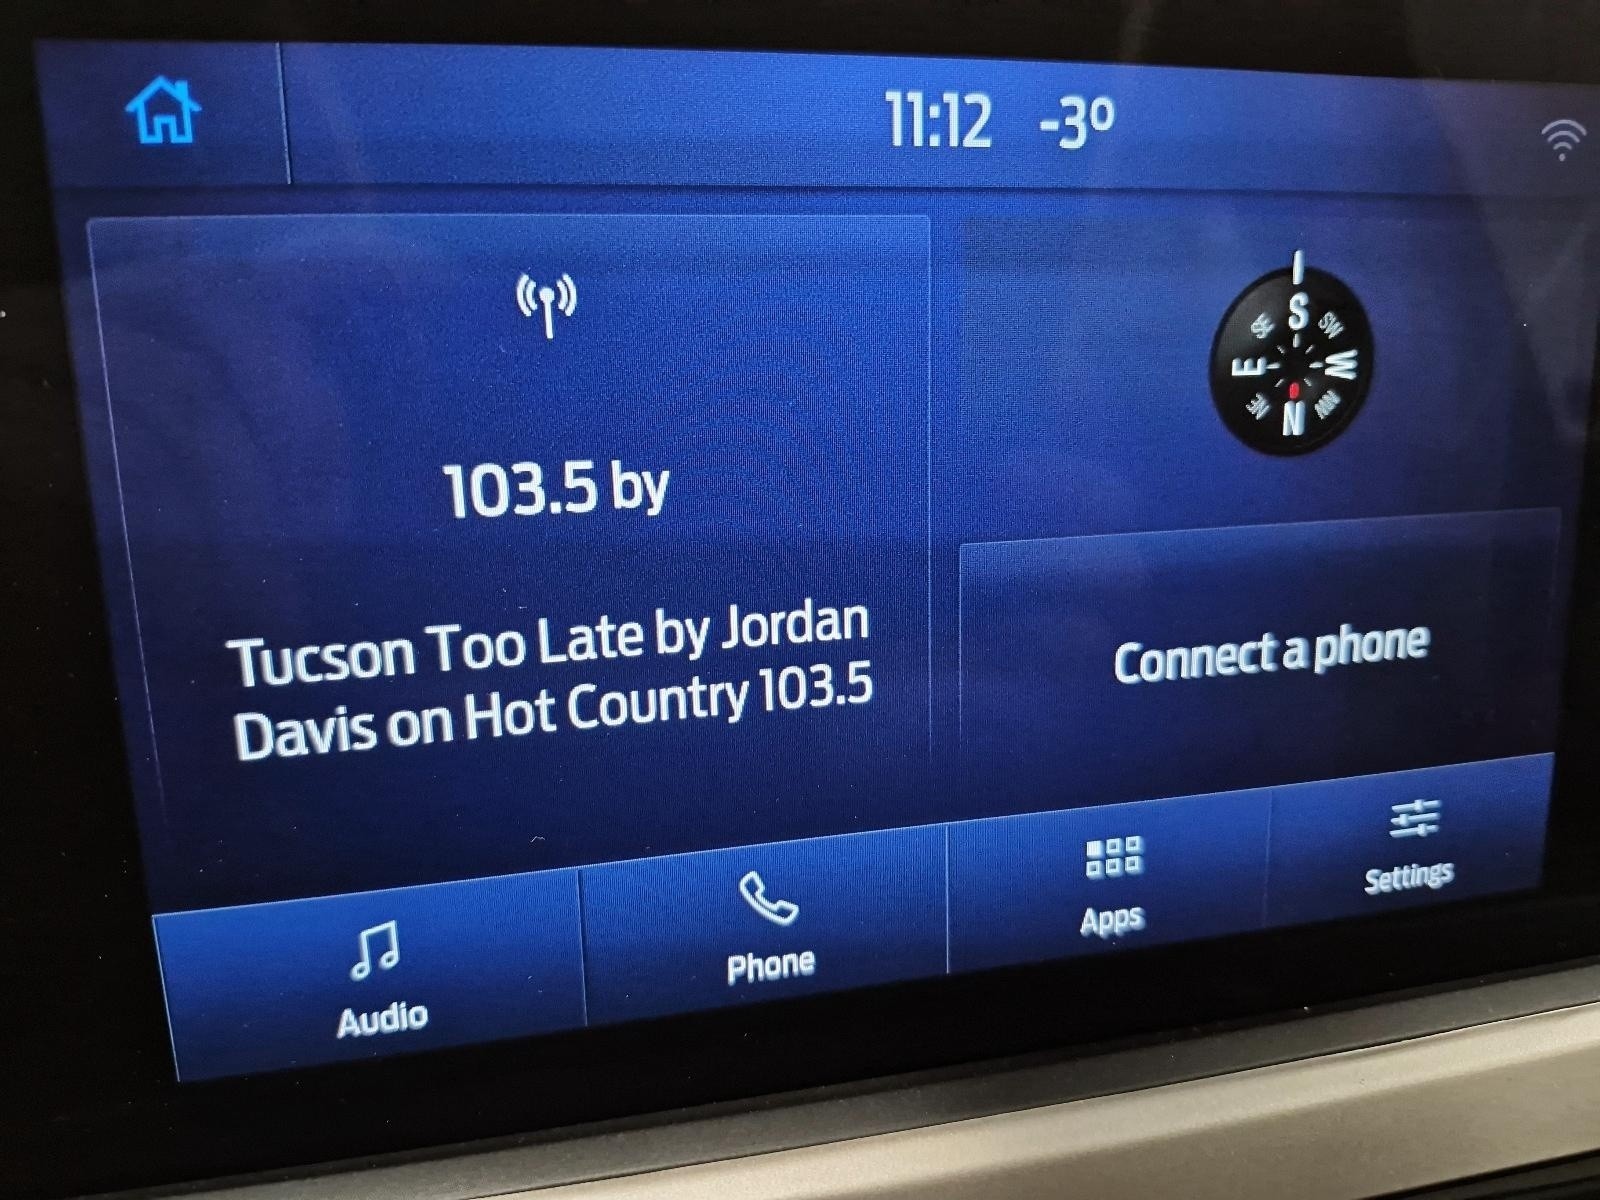 11:12 -3°
103.5 by
Tucson Too Late by Jordan
Davis on Hot Country 103.5
S
SE SW
E W
NE NW
N
Connect a phone
Audio
Phone
Apps
Settings